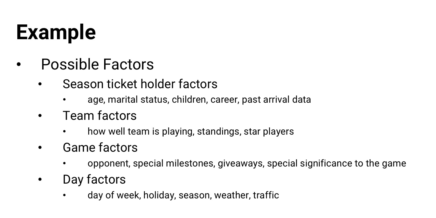 Example
• Possible Factors
• Season ticket holder factors
• age, marital status, children, career, past arrival data
• Team factors
• how well team is playing, standings, star players
• Game factors
• opponent, special milestones, giveaways, special significance to the game
• Day factors
• day of week, holiday, season, weather, traffic